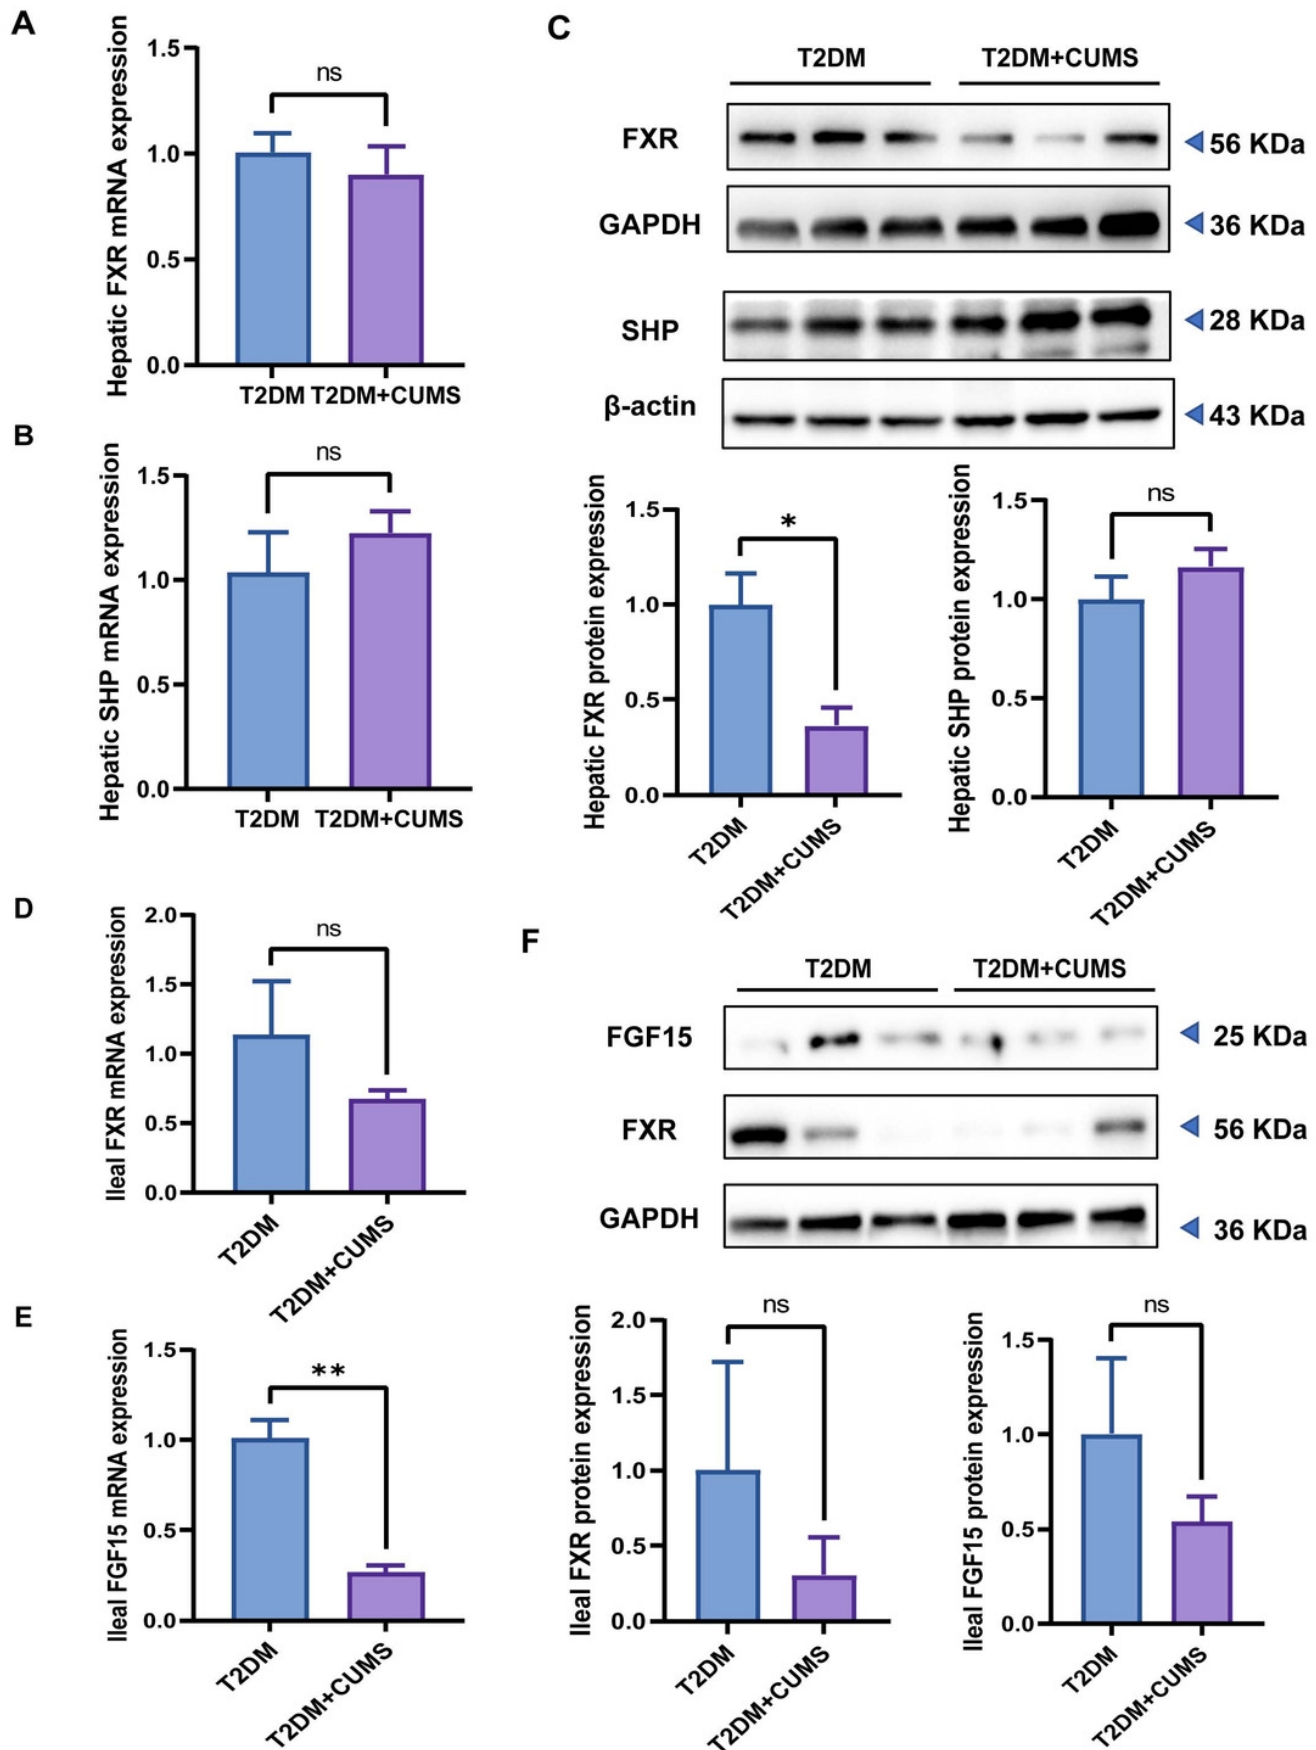 A
Hepatic FXR mRNA expression
1.5
1.0
0.5
0.0
ns
T2DM T2DM+CUMS
B
Hepatic SHP mRNA expression
1.5
1.0
0.5
0.0
ns
T2DM T2DM+CUMS
C
T2DM T2DM+CUMS
FXR 56 KDa
GAPDH 36 KDa
SHP 28 KDa
β-actin 43 KDa
Hepatic FXR protein expression
1.5
1.0
0.5
0.0
*
T2DM
T2DM+CUMS
Hepatic SHP protein expression
1.5
1.0
0.5
0.0
ns
T2DM
T2DM+CUMS
D
Ileal FXR mRNA expression
2.0
1.5
1.0
0.5
0.0
ns
T2DM
T2DM+CUMS
E
Ileal FGF15 mRNA expression
1.5
1.0
0.5
0.0
**
T2DM
T2DM+CUMS
F
T2DM T2DM+CUMS
FGF15 25 KDa
FXR 56 KDa
GAPDH 36 KDa
Ileal FXR protein expression
2.0
1.5
1.0
0.5
0.0
ns
T2DM
T2DM+CUMS
Ileal FGF15 protein expression
1.5
1.0
0.5
0.0
ns
T2DM
T2DM+CUMS